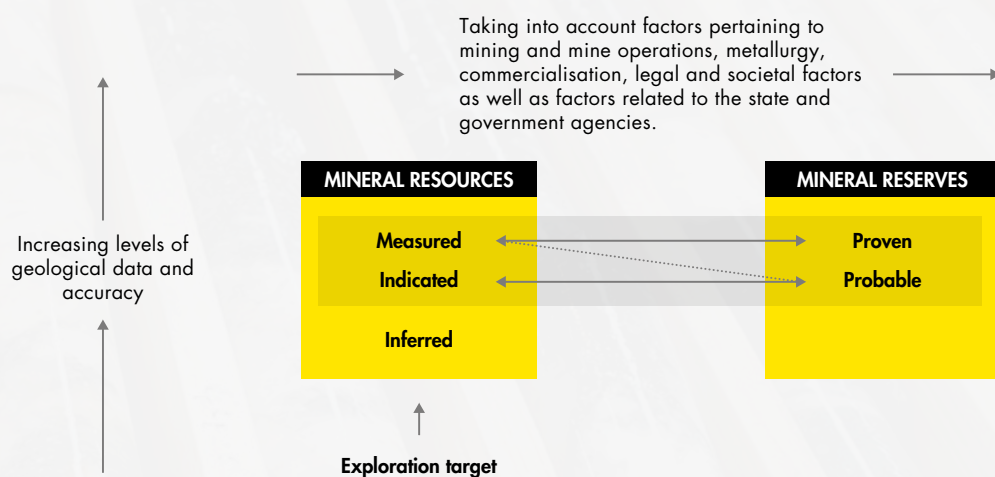 Taking into account factors pertaining to
mining and mine operations, metallurgy,
commercialisation, legal and societal factors
as well as factors related to the state and
government agencies.
MINERAL RESOURCES
MINERAL RESERVES
Increasing levels of
geological data and
accuracy
Measured
Proven
Indicated
Probable
Inferred
Exploration target